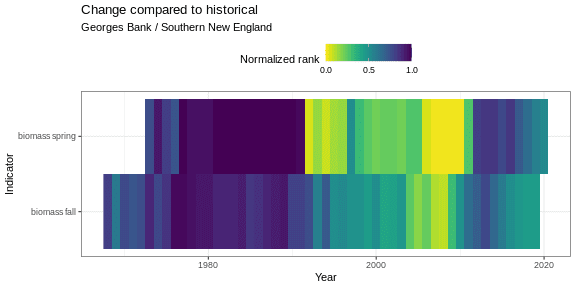 Change compared to historical
Georges Bank / Southern New England
Normalized rank
0.0 0.5 1.0
biomass spring
biomass fall
Indicator
1980 2000 2020
Year